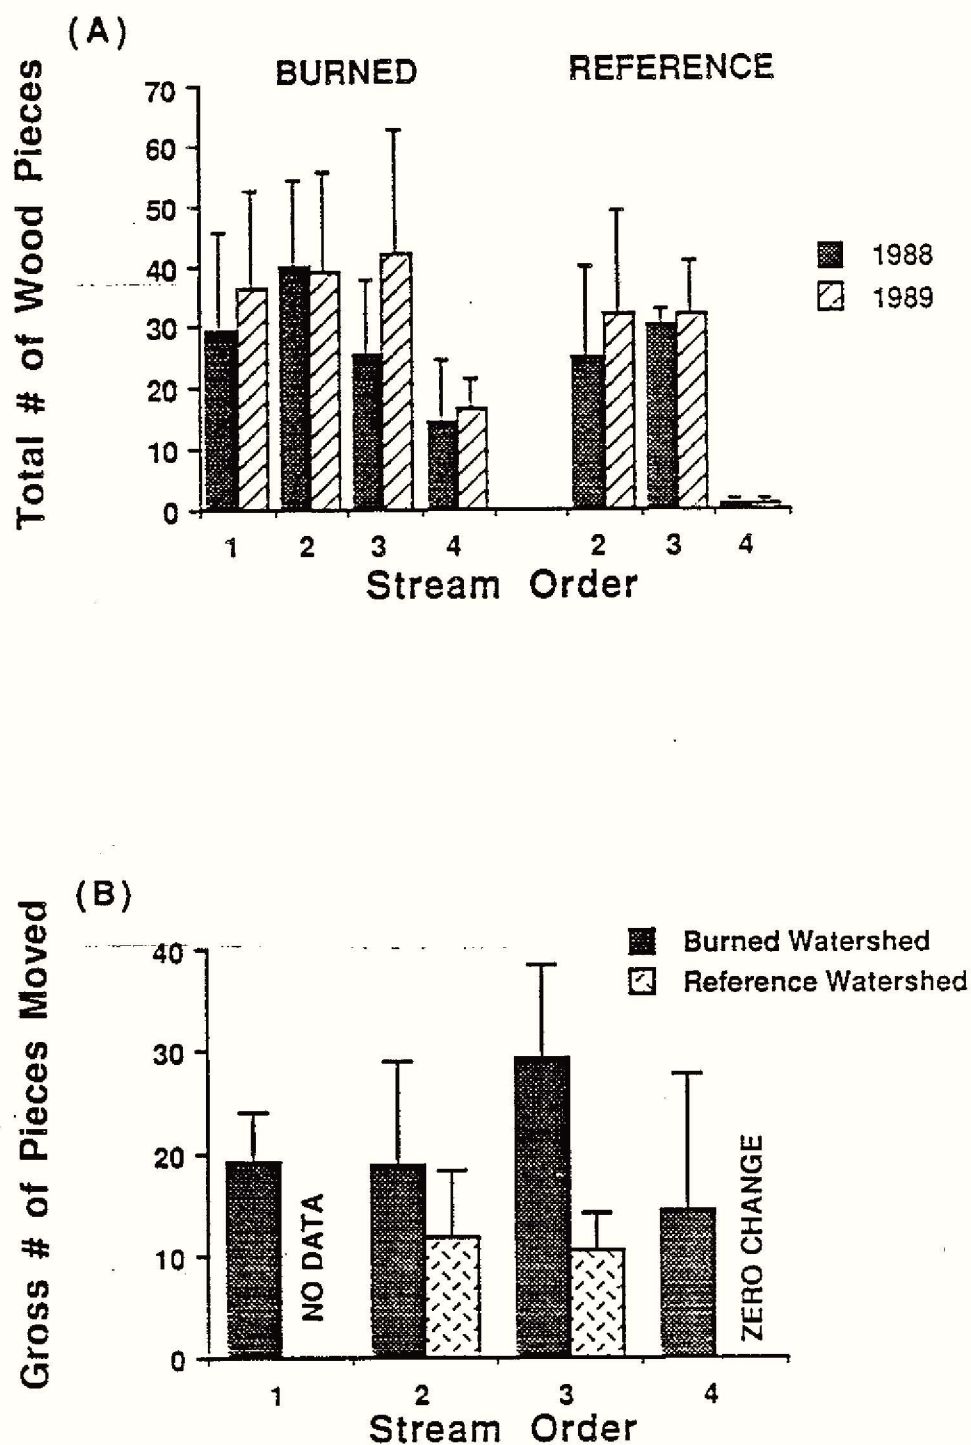 (A)
BURNED REFERENCE
Total # of Wood Pieces
70
60
50
40
30
20
10
0
1988
1989
1 2 3 4 2 3 4
Stream Order
(B)
Gross # of Pieces Moved
40
30
20
10
0
Burned Watershed
Reference Watershed
NO DATA
ZERO CHANGE
1 2 3 4
Stream Order